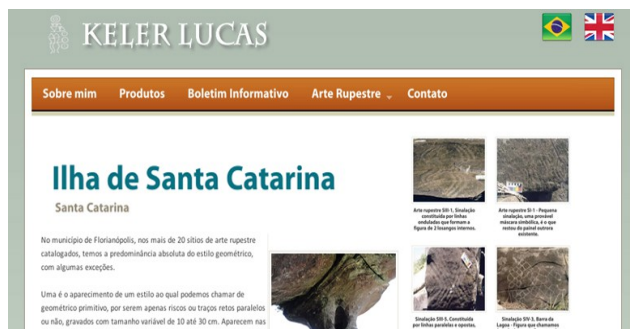 KELER LUCAS
Sobre mim Produtos Boletim Informativo Arte Rupestre Contato
Ilha de Santa Catarina
Santa Catarina
No município de Florianópolis, nos mais de 20 sítios de arte rupestre
catalogados, temos a predominância absoluta do estilo geométrico,
com algumas exceções.
Uma é o aparecimento de um estilo ao qual podemos chamar de
geométrico primitivo, por serem apenas riscos ou traços retos paralelos
ou não, gravados com tamanho variável de 10 até 30 cm. Aparecem nas
Arte rupestre SIII-1, Sinalação
constituída por linhas
onduladas que formam a
figura de 2 losangos internos.
Arte rupestre SI-1 - Pequena
sinalação, uma provável
máscara simbólica, é o que
restou do painel outrora
existente.
Sinalação SIII-5. Constituída
por linhas paralelas e opostas,
Sinalação SIV-3, Barra da
Lagoa - Figura que chamamos